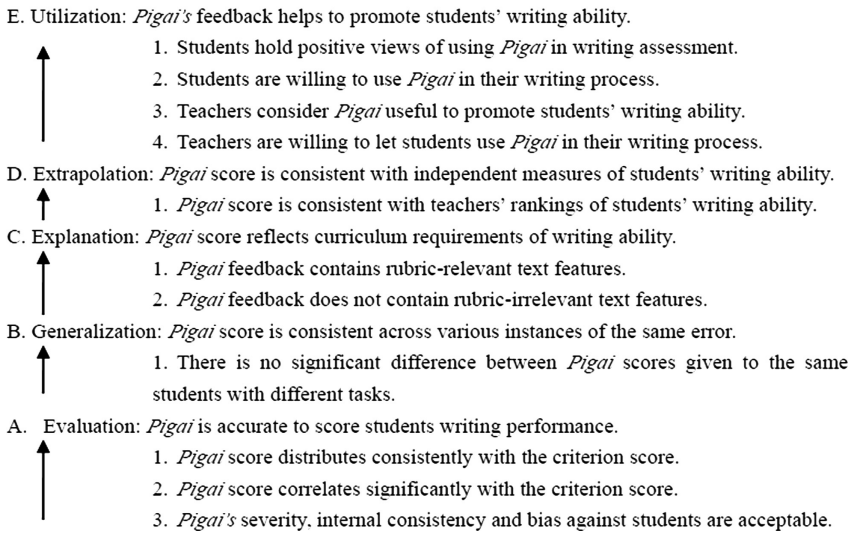 E. Utilization: Pigai's feedback helps to promote students' writing ability.
1. Students hold positive views of using Pigai in writing assessment.
2. Students are willing to use Pigai in their writing process.
3. Teachers consider Pigai useful to promote students' writing ability.
4. Teachers are willing to let students use Pigai in their writing process.
D. Extrapolation: Pigai score is consistent with independent measures of students' writing ability.
1. Pigai score is consistent with teachers' rankings of students' writing ability.
C. Explanation: Pigai score reflects curriculum requirements of writing ability.
1. Pigai feedback contains rubric-relevant text features.
2. Pigai feedback does not contain rubric-irrelevant text features.
B. Generalization: Pigai score is consistent across various instances of the same error.
1. There is no significant difference between Pigai scores given to the same
students with different tasks.
A. Evaluation: Pigai is accurate to score students writing performance.
1. Pigai score distributes consistently with the criterion score.
2. Pigai score correlates significantly with the criterion score.
3. Pigai's severity, internal consistency and bias against students are acceptable.